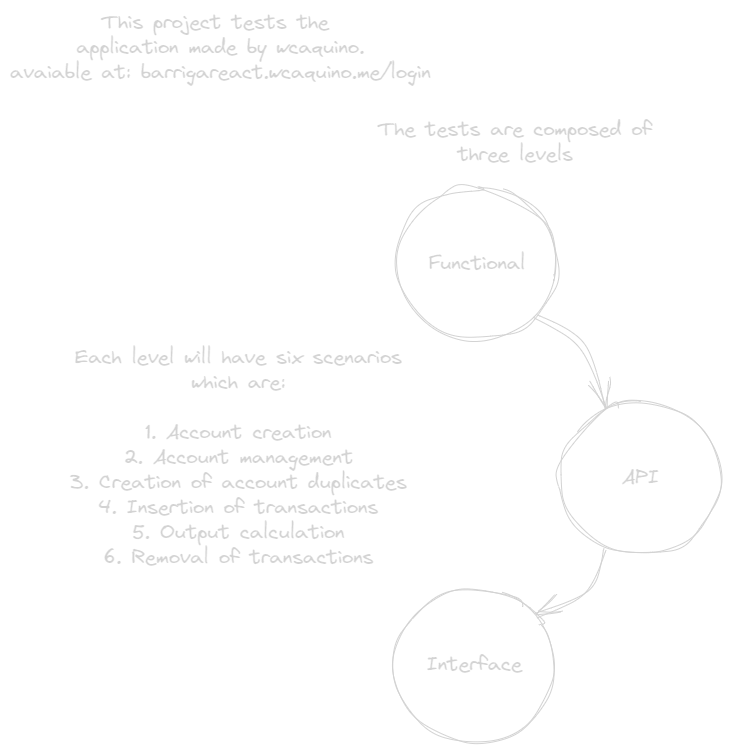 This project tests the
application made by wcaquino.
avaiable at: barrigareact.wcaquino.me/login
The tests are composed of
three levels
Functional
Each level will have six scenarios
which are:
1. Account creation
2. Account management
3. Creation of account duplicates
4. Insertion of transactions
5. Output calculation
6. Removal of transactions
API
Interface